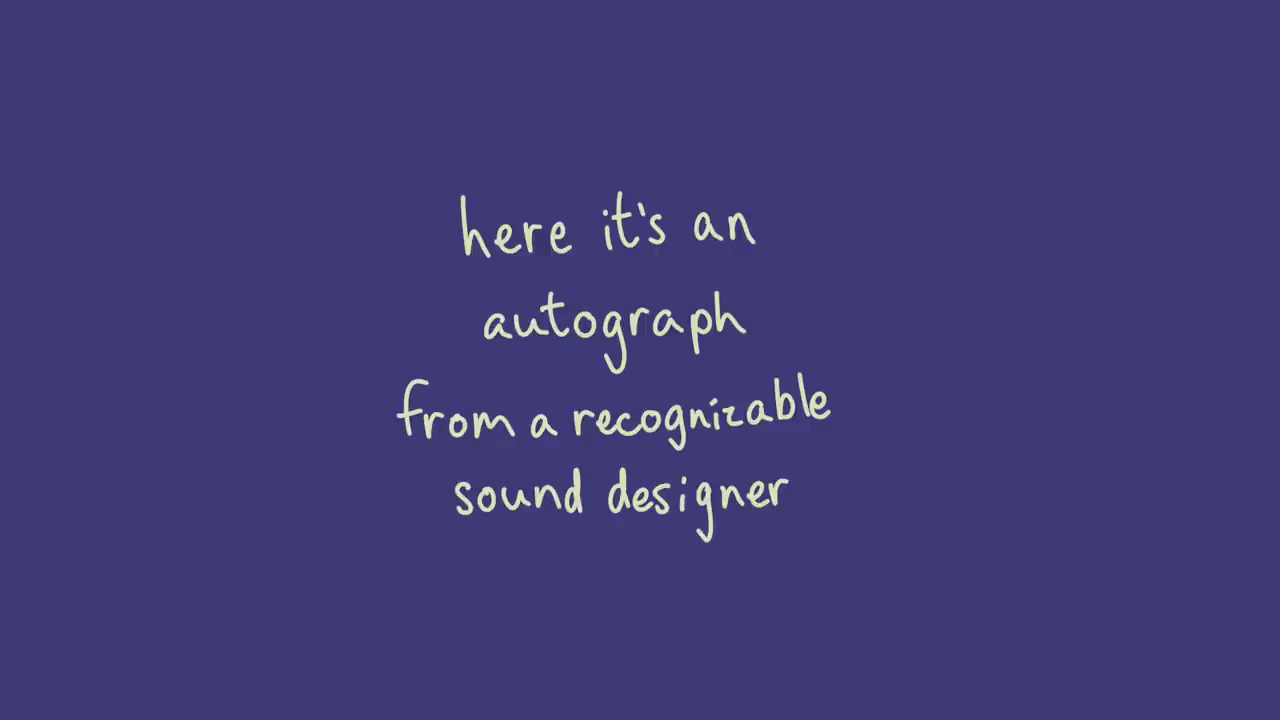 here it's an
autograph
from a recognizable
sound designer